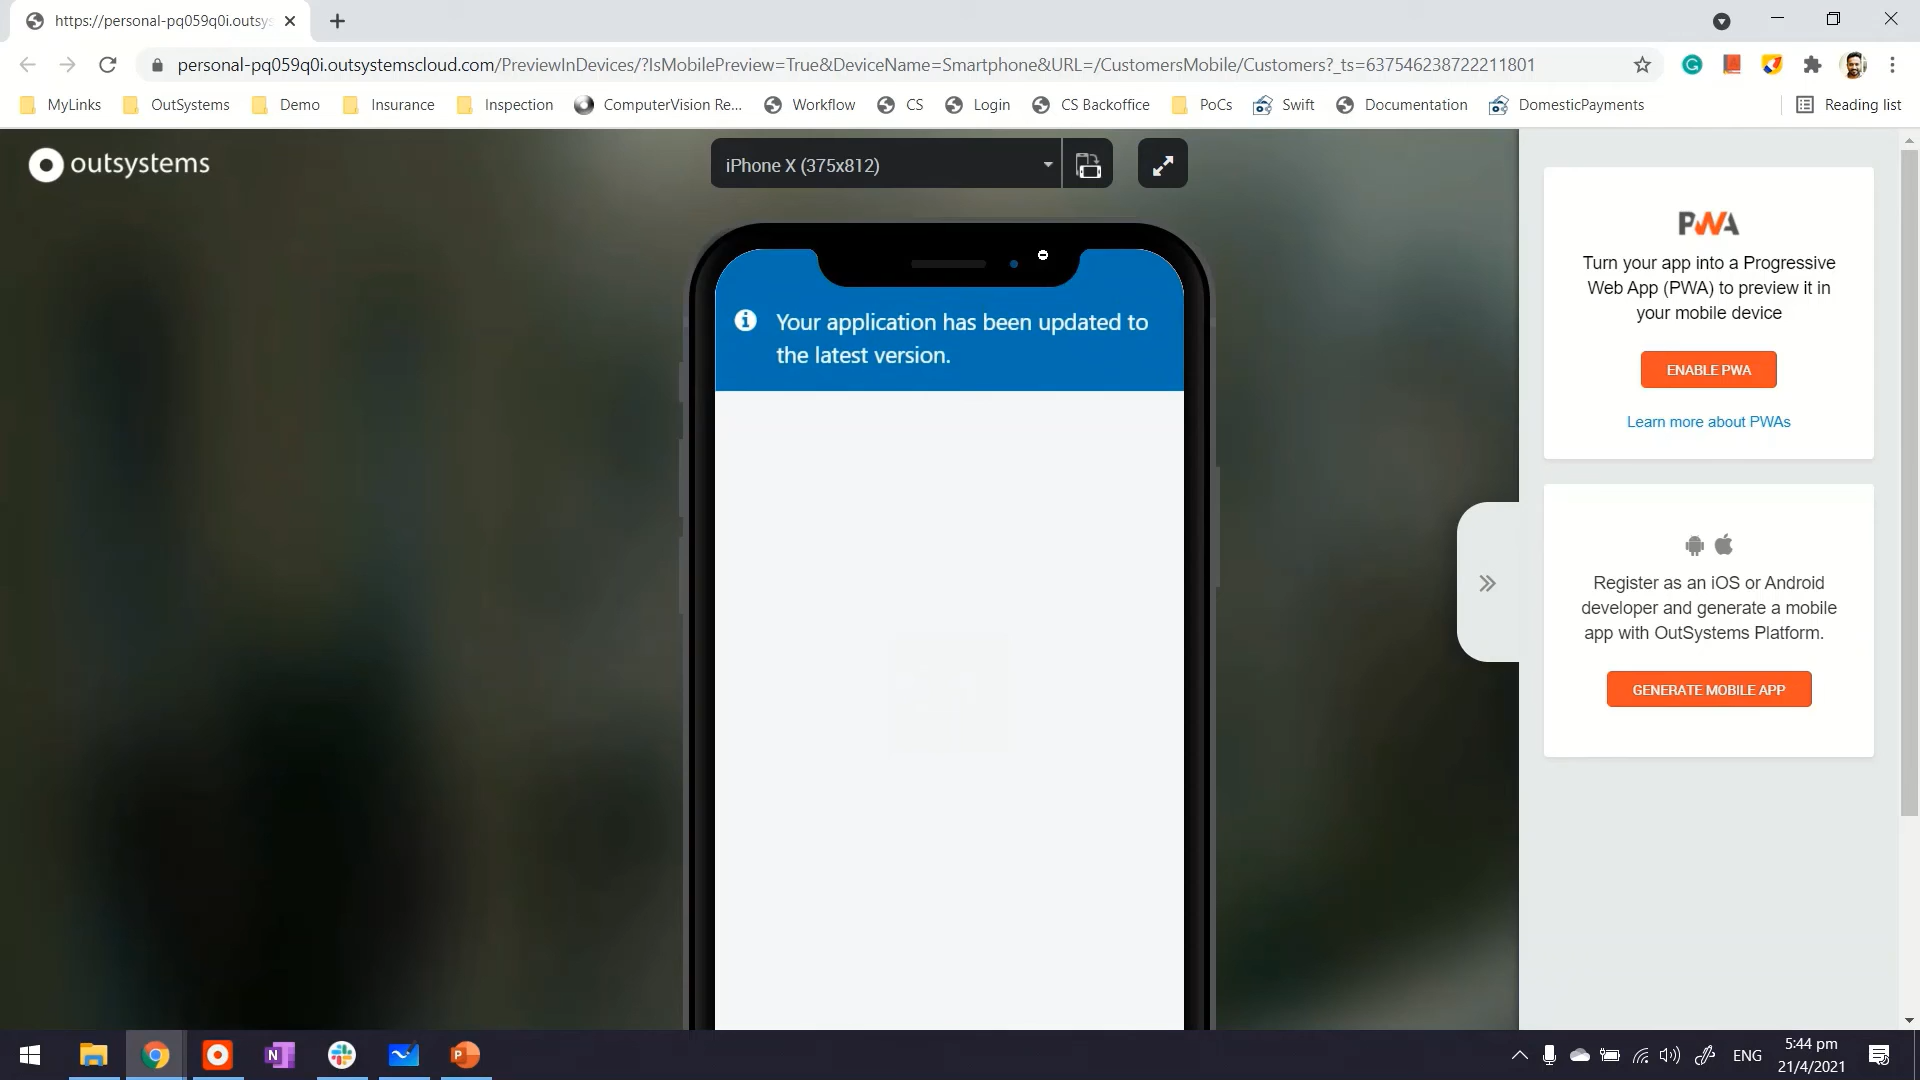 https://personal-pq059q0i.outsys
personal-pq059q0i.outsystemscloud.com/PreviewInDevices/?IsMobilePreview=True&DeviceName=Smartphone&URL=/CustomersMobile/Customers?_ts=637546238722211801
MyLinks OutSystems Demo Insurance Inspection ComputerVision Re... Workflow CS Login CS Backoffice PoCs Swift Documentation DomesticPayments Reading list
outsystems
iPhone X (375x812)
Your application has been updated to
the latest version.
PWA
Turn your app into a Progressive
Web App (PWA) to preview it in
your mobile device
ENABLE PWA
Learn more about PWAs
Register as an iOS or Android
developer and generate a mobile
app with OutSystems Platform.
GENERATE MOBILE APP
ENG
5:44 pm
21/4/2021